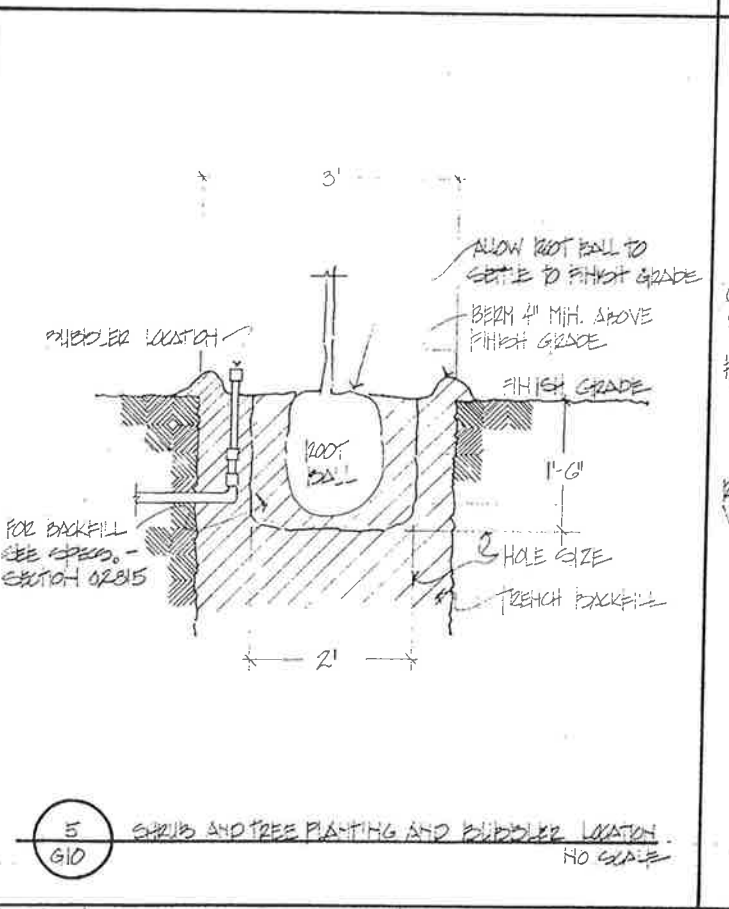 3'
ALLOW ROOT BALL TO
SETTLE TO FINISH GRADE
BERM 4" MIN. ABOVE
FINISH GRADE
BUBBLER LOCATION
FINISH GRADE
ROOT
BALL
1'-6"
FOR BACKFILL
SEE SPECS. -
SECTION 02815
HOLE SIZE
TRENCH BACKFILL
2'
5
G10
SHRUB AND TREE PLANTING AND BUBBLER LOCATION
NO SCALE